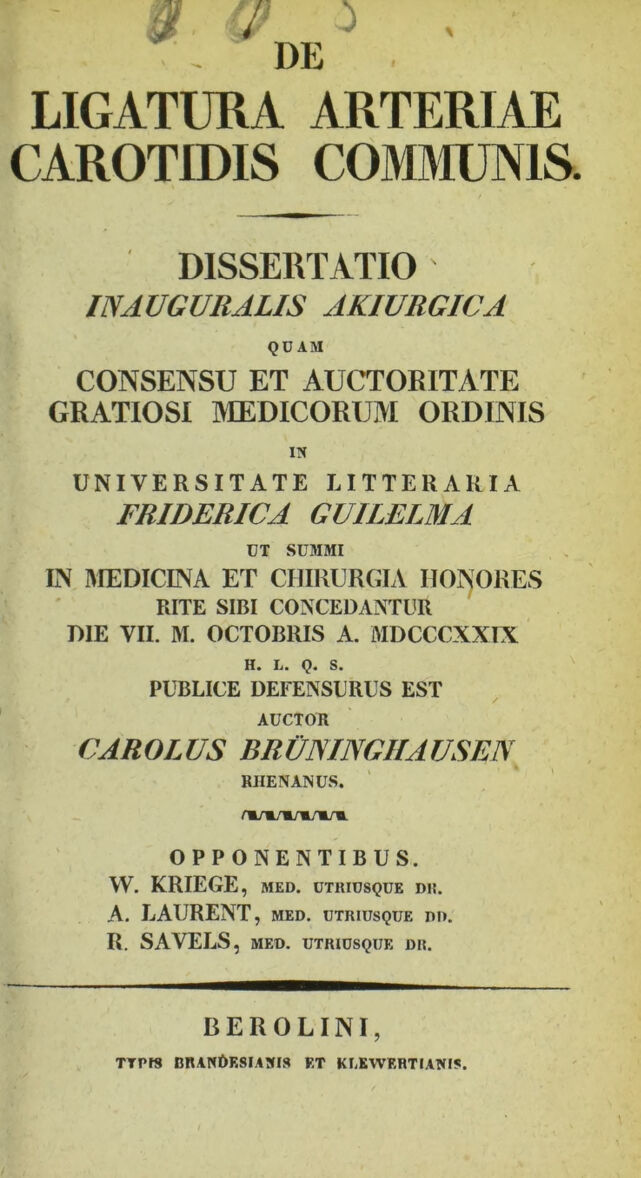 DE
LIGATURA ARTERIAE
CAROTIDIS COMMUNIS.
DISSERTATIO
INAUGURALIS AKIURGICA
QUAM
CONSENSU ET AUCTORITATE
GRATIOSI MEDICORUM ORDINIS
IN
UNIVERSITATE LITTERARIA
FRIDERICA GUILELMA
UT SUMMI
IN MEDICINA ET CHIRURGIA HONORES
RITE SIBI CONCEDANTUR
DIE VII. M. OCTOBRIS A. MDCCCXXIX
H. L. Q. S.
PUBLICE DEFENSURUS EST
AUCTOR
CAROLUS BRÜNINGHAUSEN
RHENANUS.
OPPONENTIBUS.
W. KRIEGE, MED. UTRIUSQUE DR.
A. LAURENT, MED. UTRIUSQUE DD.
R. SAVELS, MED. UTRIUSQUE DR.
BEROLINI,
TYPIS BRANDESIANIS ET KLEWERTIANIS.